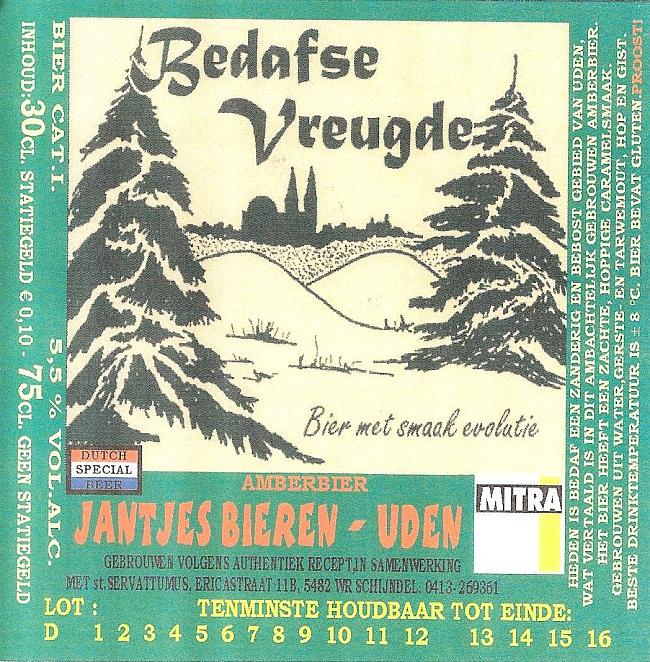 Bedafse
Vreugde
Bier met smaak evolutie
DUTCH
SPECIAL
BEER
AMBERBIER
JANTJES BIEREN - UDEN
MITRA
GEBROUWEN VOLGENS AUTHENTIEK RECEPT,IN SAMENWERKING
MET st.SERVATTUMUS, ERICASTRAAT 11B, 5482 WR SCHIJNDEL. 0413-269361
LOT : TENMINSTE HOUDBAAR TOT EINDE:
D 1 2 3 4 5 6 7 8 9 10 11 12 13 14 15 16
BIER CAT.I. 5,5 % VOL.ALC.
INHOUD:30CL, STATIEGELD € 0,10 - 75CL, GEEN STATIEGELD
HEDEN IS BEDAF EEN ZANDERIG EN BEBOST GEBIED VAN UDEN,
WAT VERTAALD IS IN DIT AMBACHTELIJK GEBROUWEN AMBERBIER.
HET BIER HEEFT EEN ZACHTE, HOPPIGE CARAMELSMAAK.
GEBROUWEN UIT WATER,GERSTE- EN TARWEMOUT, HOP EN GIST.
BESTE DRINKTEMPERATUUR IS ± 8 °C. BIER BEVAT GLUTEN.PROOST!